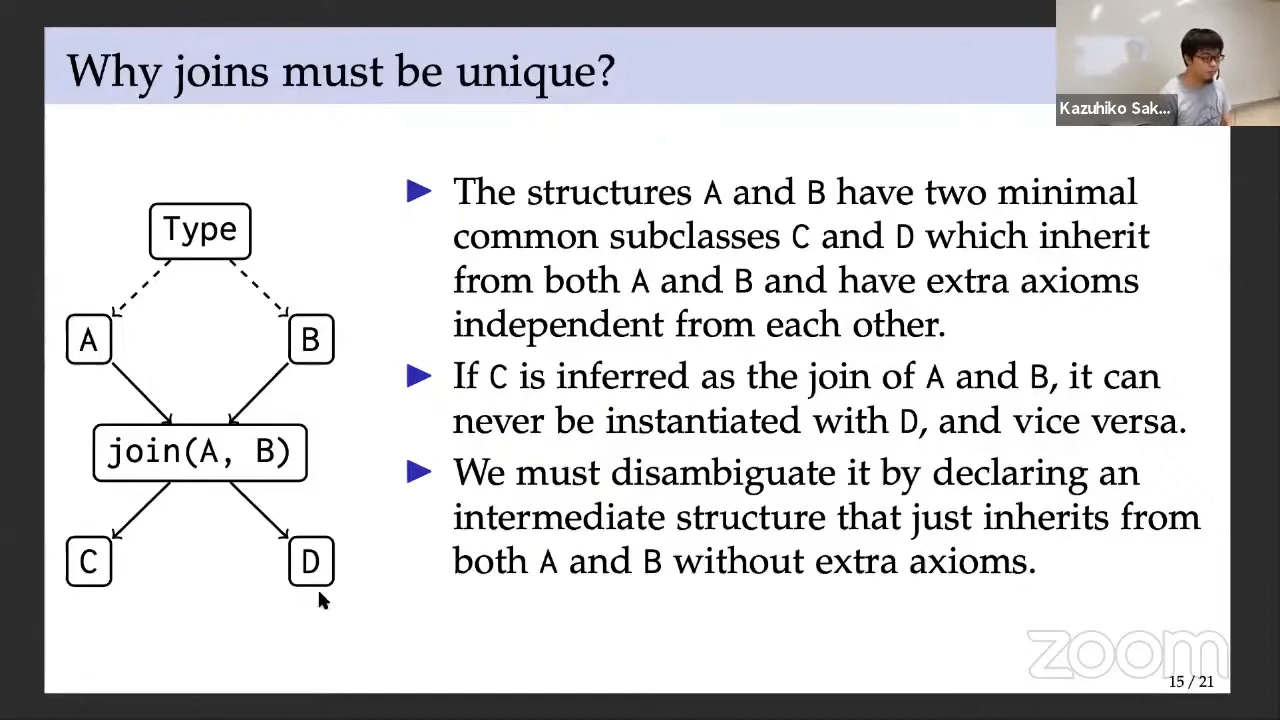 Why joins must be unique?
Kazuhiko Sak...
Type
A
B
join(A, B)
C
D
▶ The structures A and B have two minimal
common subclasses C and D which inherit
from both A and B and have extra axioms
independent from each other.
▶ If C is inferred as the join of A and B, it can
never be instantiated with D, and vice versa.
▶ We must disambiguate it by declaring an
intermediate structure that just inherits from
both A and B without extra axioms.
zoom
15 / 21